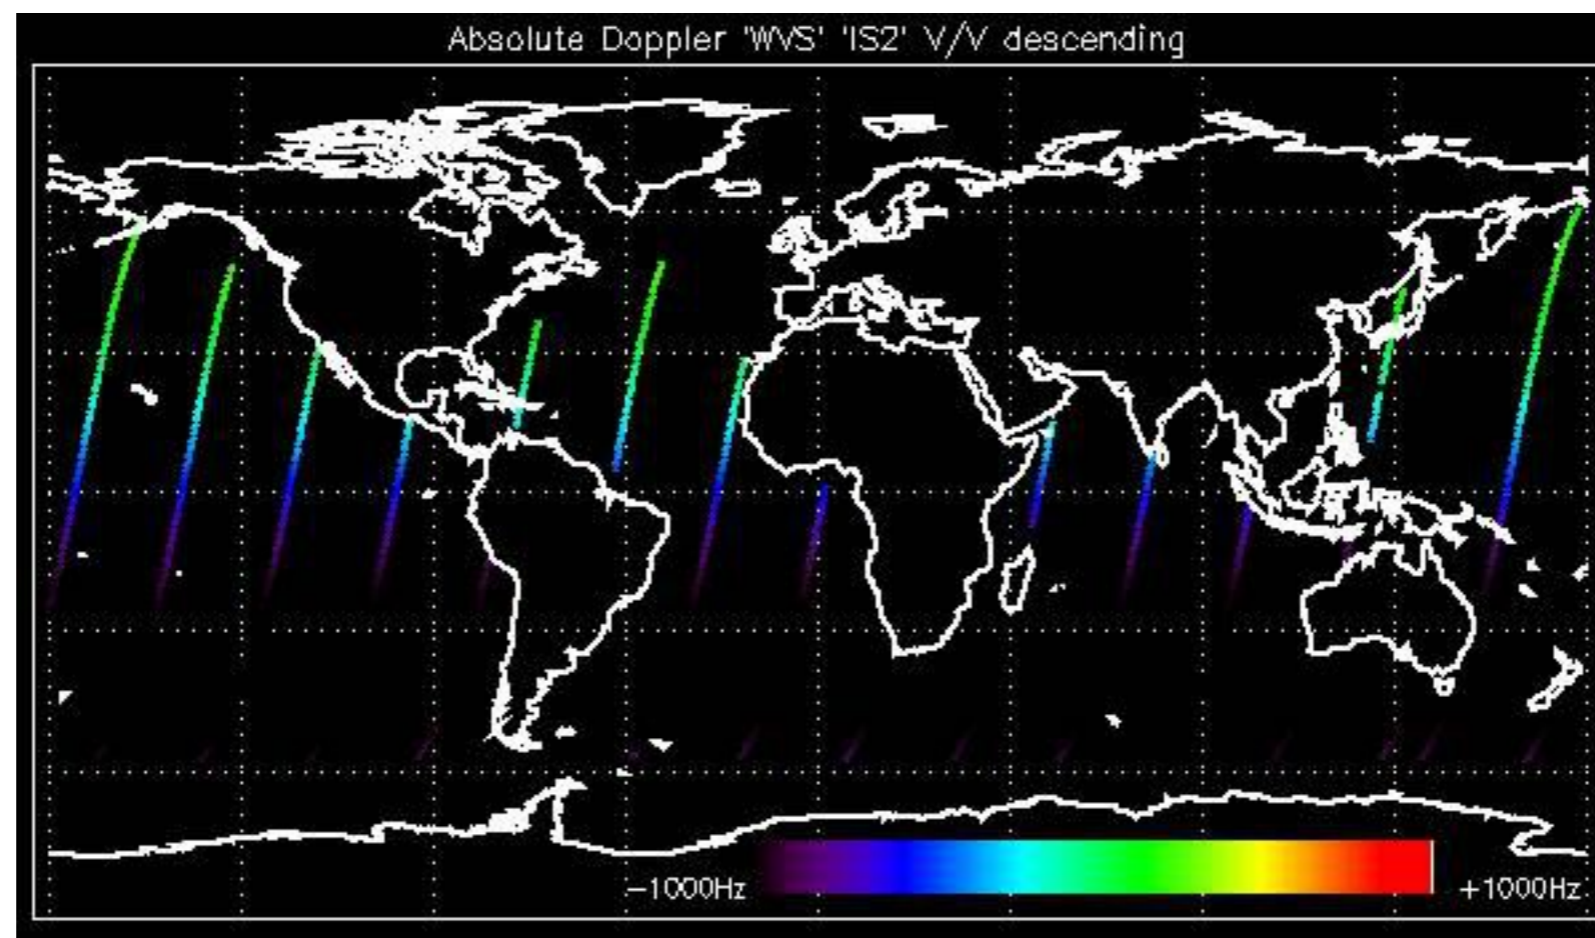 Absolute Doppler 'WVS' 'IS2' V/V descending
−1000Hz
+1000Hz